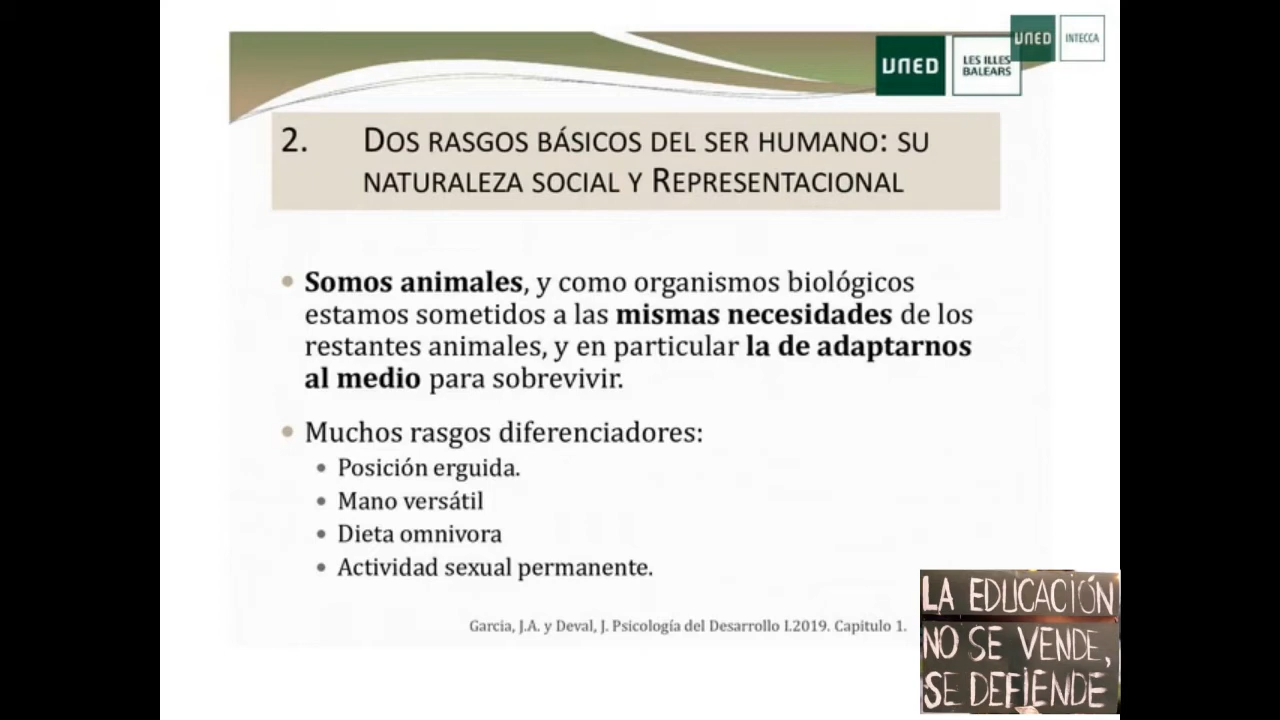 UNED
INTECCA
UNED
LES ILLES
BALEARS
2. DOS RASGOS BÁSICOS DEL SER HUMANO: SU
NATURALEZA SOCIAL Y REPRESENTACIONAL
• Somos animales, y como organismos biológicos
estamos sometidos a las mismas necesidades de los
restantes animales, y en particular la de adaptarnos
al medio para sobrevivir.
• Muchos rasgos diferenciadores:
• Posición erguida.
• Mano versátil
• Dieta omnivora
• Actividad sexual permanente.
Garcia, J.A. y Deval, J. Psicología del Desarrollo I.2019. Capitulo 1.
LA EDUCACIÓN
NO SE VENDE,
SE DEFIENDE